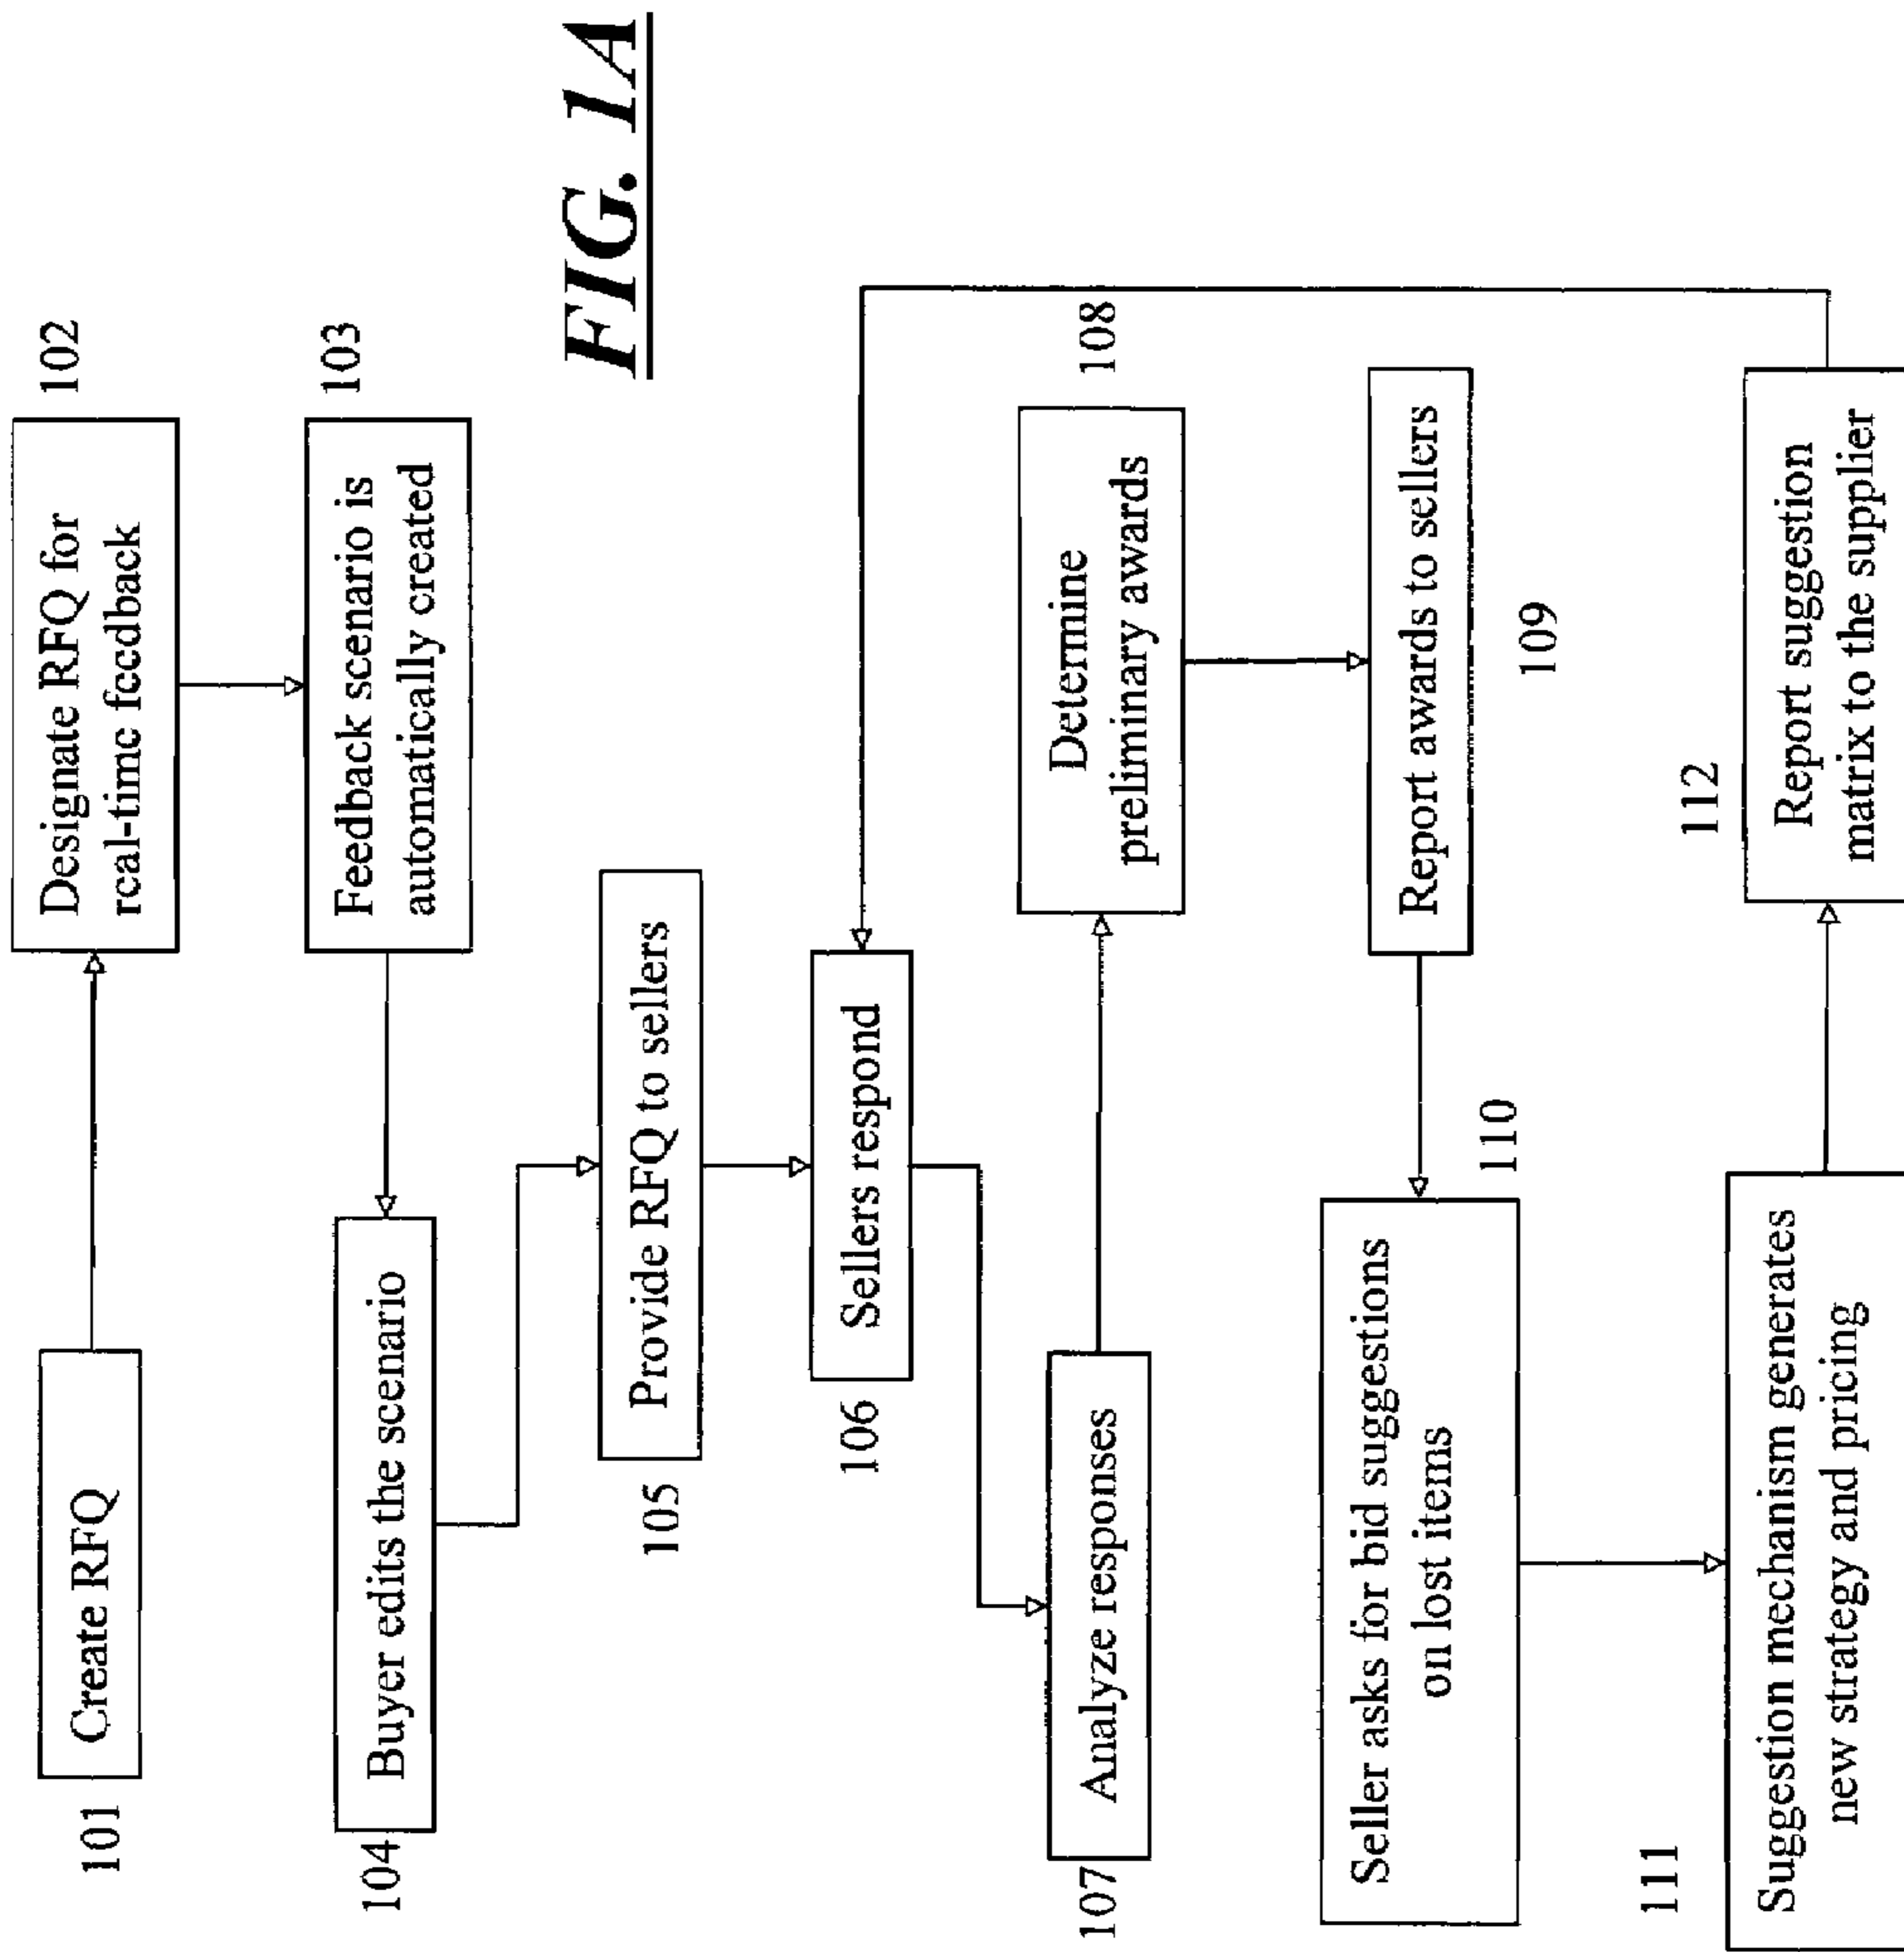 101
Create RFQ
Designate RFQ for
real-time feedback
102
Feedback scenario is
automatically created
103
104
Buyer edits the scenario
105
Provide RFQ to sellers
106
Sellers respond
107
Analyze responses
Determine
preliminary awards
108
Report awards to sellers
109
Seller asks for bid suggestions
on lost items
110
111
Suggestion mechanism generates
new strategy and pricing
112
Report suggestion
matrix to the supplier
FIG. 1A